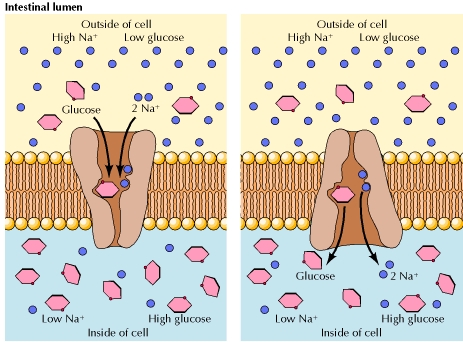 Intestinal lumen
Outside of cell
High Na⁺ Low glucose
Glucose 2 Na⁺
Low Na⁺ High glucose
Inside of cell
Outside of cell
High Na⁺ Low glucose
Glucose 2 Na⁺
Low Na⁺ High glucose
Inside of cell